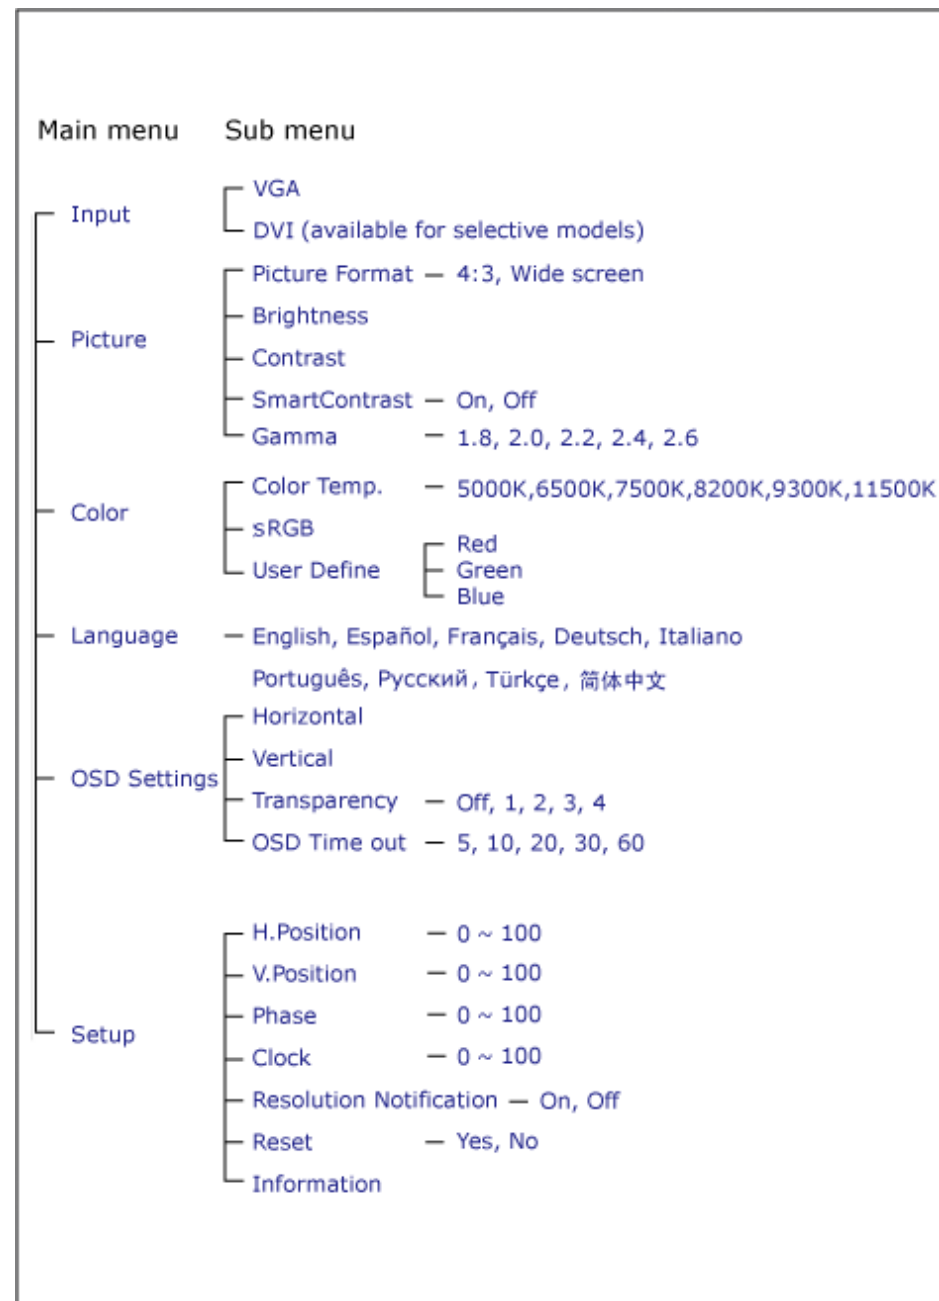 Main menu Sub menu
VGA
Input
DVI (available for selective models)
Picture Format — 4:3, Wide screen
Brightness
Picture
Contrast
SmartContrast — On, Off
Gamma — 1.8, 2.0, 2.2, 2.4, 2.6
Color Temp. — 5000K,6500K,7500K,8200K,9300K,11500K
Color
sRGB
Red
User Define Green
Blue
Language — English, Español, Français, Deutsch, Italiano
Português, Русский, Türkçe, 简体中文
Horizontal
Vertical
OSD Settings
Transparency — Off, 1, 2, 3, 4
OSD Time out — 5, 10, 20, 30, 60
H.Position — 0 ~ 100
V.Position — 0 ~ 100
Phase — 0 ~ 100
Setup
Clock — 0 ~ 100
Resolution Notification — On, Off
Reset — Yes, No
Information